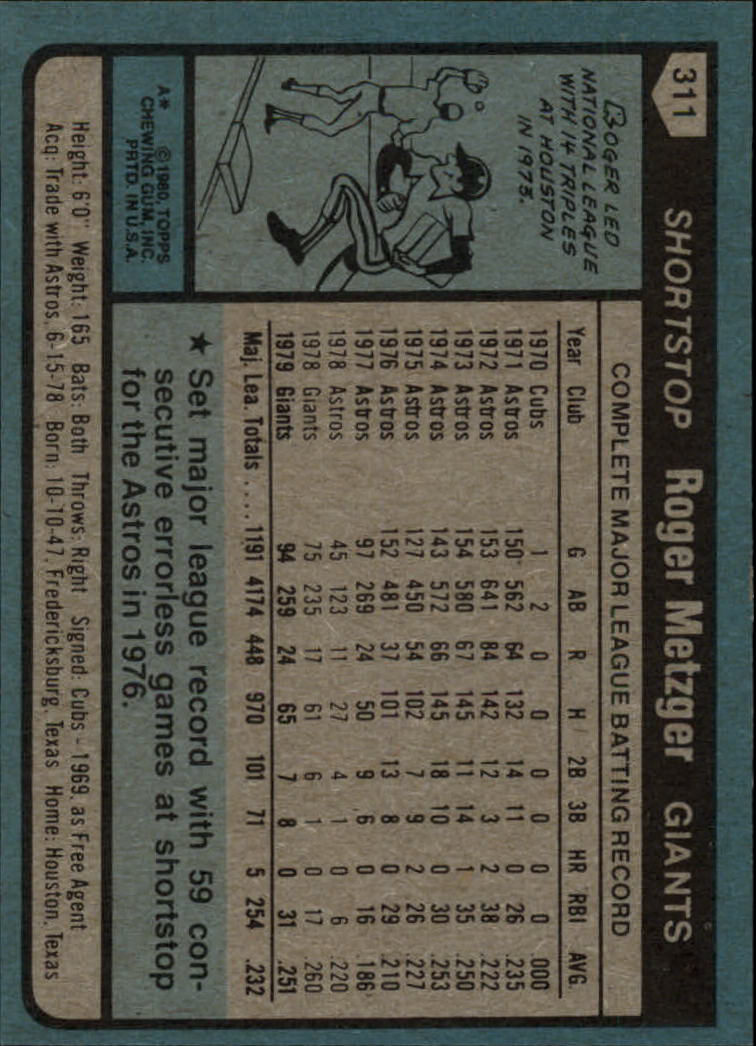 311
SHORTSTOP Roger Metzger GIANTS
ROGER LED
NATIONAL LEAGUE
WITH 14 TRIPLES
AT HOUSTON
IN 1973.
A* © 1980, TOPPS
CHEWING GUM, INC.
PRTD. IN U.S.A.
COMPLETE MAJOR LEAGUE BATTING RECORD
Year Club G AB R H 2B 3B HR RBI AVG.
1970 Cubs 1 2 0 0 0 0 0 0 .000
1971 Astros 150 562 64 132 14 11 0 26 .235
1972 Astros 153 641 84 142 12 3 2 38 .222
1973 Astros 154 580 67 145 11 14 1 35 .250
1974 Astros 143 572 66 145 18 10 0 30 .253
1975 Astros 127 450 54 102 7 9 2 26 .227
1976 Astros 152 481 37 101 13 8 0 29 .210
1977 Astros 97 269 24 50 9 6 0 16 .186
1978 Astros 45 123 11 27 4 1 0 6 .220
1978 Giants 75 235 17 61 6 1 0 17 .260
1979 Giants 94 259 24 65 7 8 0 31 .251
Maj. Lea. Totals .... 1191 4174 448 970 101 71 5 254 .232
★ Set major league record with 59 con-
secutive errorless games at shortstop
for the Astros in 1976.
Height: 6'0" Weight: 165 Bats: Both Throws: Right Signed: Cubs - 1969, as Free Agent
Acq: Trade with Astros, 6-15-78 Born: 10-10-47, Fredericksburg, Texas Home: Houston, Texas